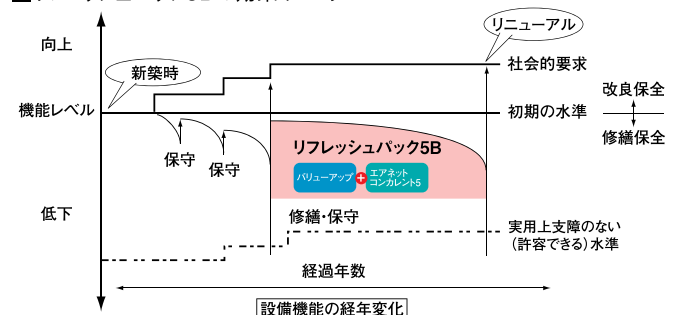 向上
新築時
リニューアル
社会的要求
機能レベル
初期の水準
改良保全
修繕保全
保守
保守
リフレッシュパック5B
バリューアップ
+
エアネット
コンカレント5
低下
修繕・保守
実用上支障のない
(許容できる)水準
経過年数
設備機能の経年変化